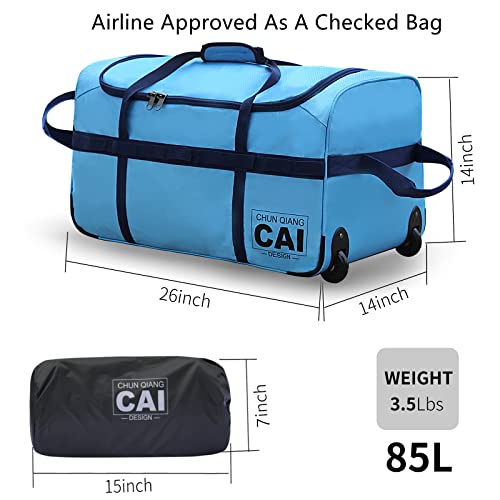 Airline Approved As A Checked Bag
14inch
CHUN QIANG
CAI
DESIGN
26inch
14inch
CHUN QIANG
CAI
DESIGN
7inch
15inch
WEIGHT
3.5Lbs
85L